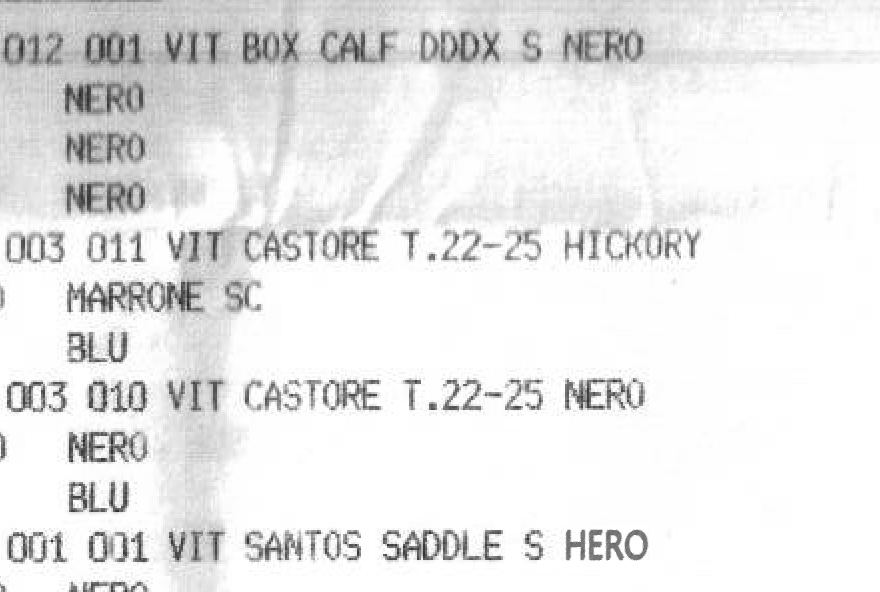 012 001 VIT BOX CALF DDDX S NERO
NERO
NERO
NERO
003 011 VIT CASTORE T.22-25 HICKORY
MARRONE SC
BLU
003 010 VIT CASTORE T.22-25 NERO
NERO
BLU
001 001 VIT SANTOS SADDLE S HERO
NERO